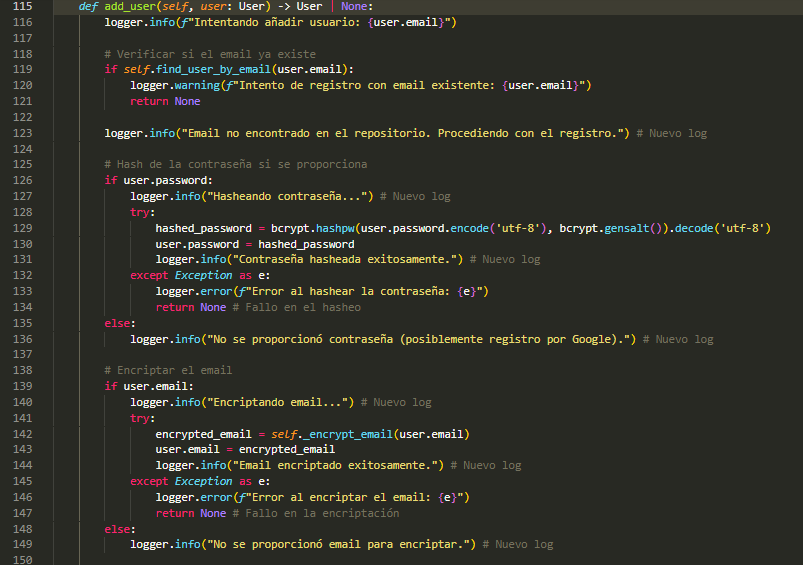 115 def add_user(self, user: User) -> User | None:
116 logger.info(f"Intentando añadir usuario: {user.email}")
117
118 # Verificar si el email ya existe
119 if self.find_user_by_email(user.email):
120 logger.warning(f"Intento de registro con email existente: {user.email}")
121 return None
122
123 logger.info("Email no encontrado en el repositorio. Procediendo con el registro.") # Nuevo log
124
125 # Hash de la contraseña si se proporciona
126 if user.password:
127 logger.info("Hasheando contraseña...") # Nuevo log
128 try:
129 hashed_password = bcrypt.hashpw(user.password.encode('utf-8'), bcrypt.gensalt()).decode('utf-8')
130 user.password = hashed_password
131 logger.info("Contraseña hasheada exitosamente.") # Nuevo log
132 except Exception as e:
133 logger.error(f"Error al hashear la contraseña: {e}")
134 return None # Fallo en el hasheo
135 else:
136 logger.info("No se proporcionó contraseña (posiblemente registro por Google).") # Nuevo log
137
138 # Encriptar el email
139 if user.email:
140 logger.info("Encriptando email...") # Nuevo log
141 try:
142 encrypted_email = self._encrypt_email(user.email)
143 user.email = encrypted_email
144 logger.info("Email encriptado exitosamente.") # Nuevo log
145 except Exception as e:
146 logger.error(f"Error al encriptar el email: {e}")
147 return None # Fallo en la encriptación
148 else:
149 logger.info("No se proporcionó email para encriptar.") # Nuevo log
150